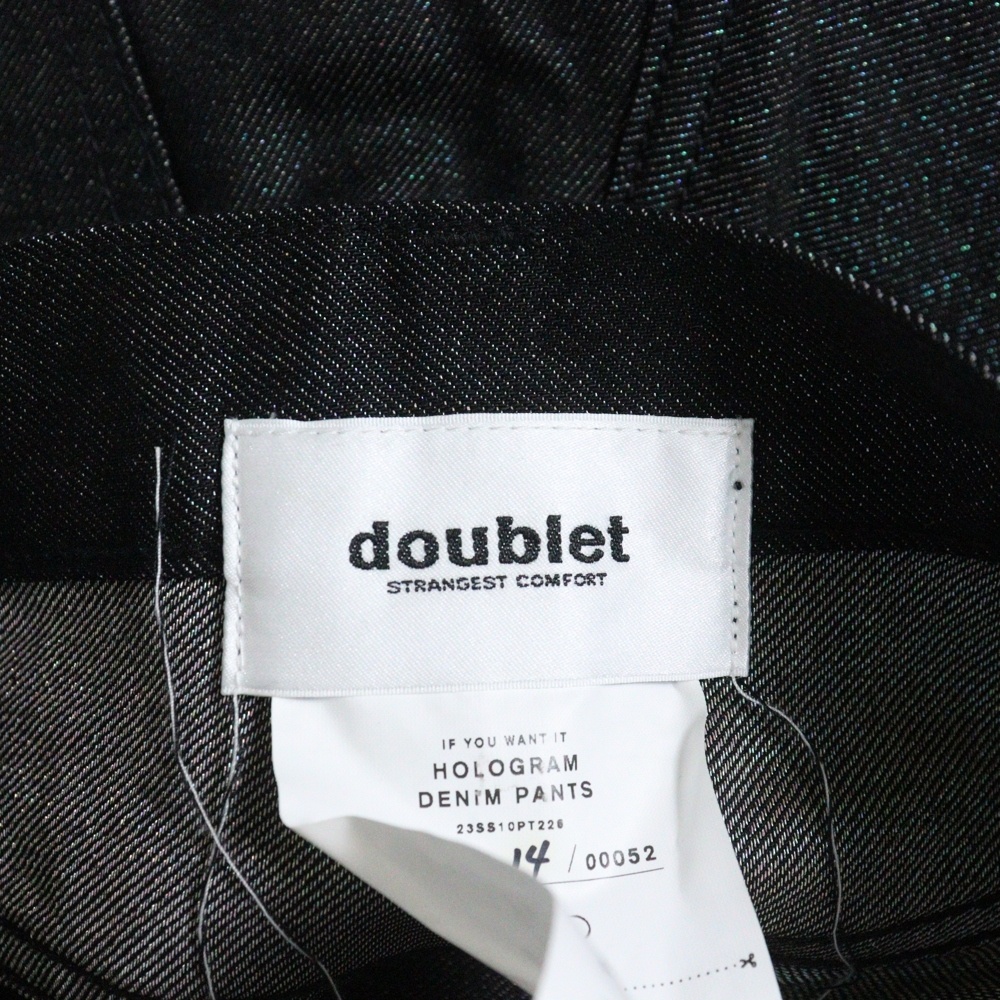 doublet
STRANGEST COMFORT
IF YOU WANT IT
HOLOGRAM
DENIM PANTS
23SS10PT226
14 / 00052